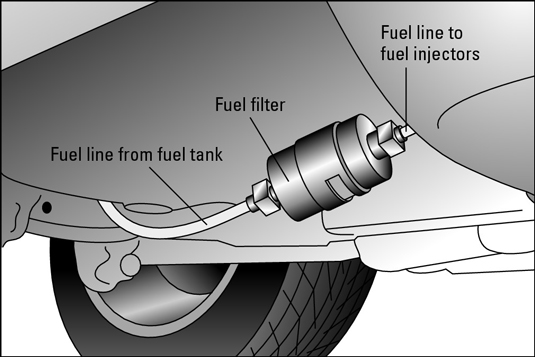 Fuel line to
fuel injectors
Fuel filter
Fuel line from fuel tank